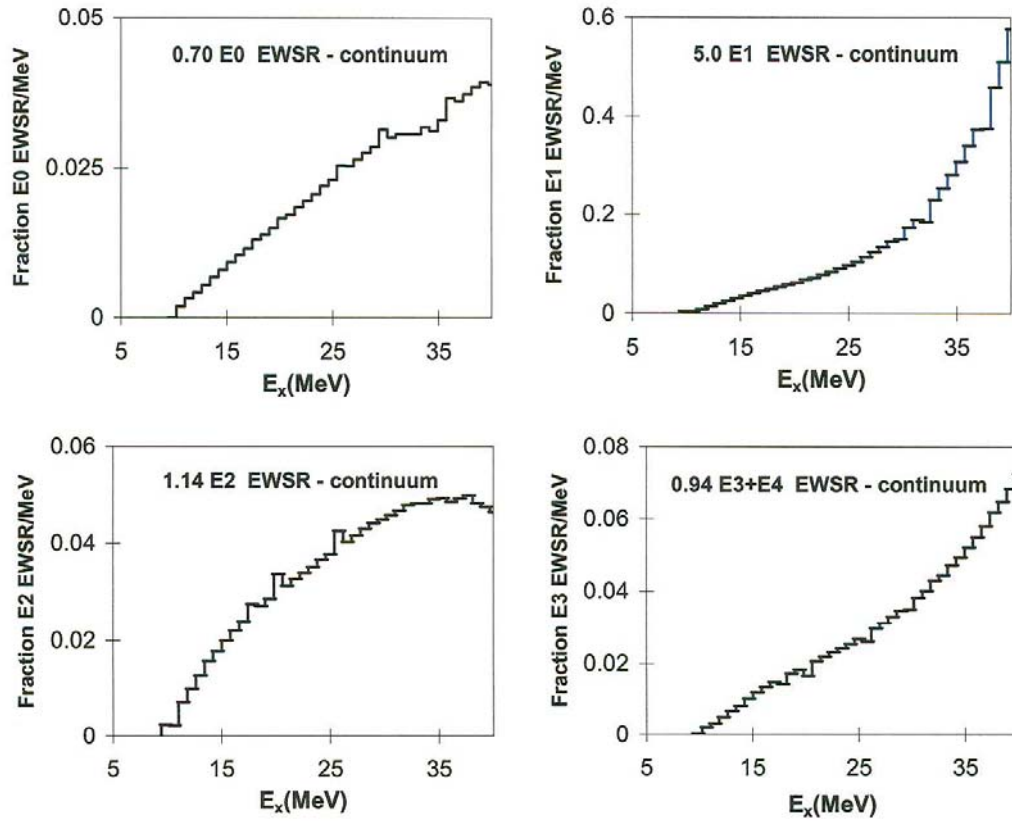 0.05
0.70 E0 EWSR - continuum
Fraction E0 EWSR/MeV
0.025
0
5
15
25
35
Eₓ(MeV)
0.6
5.0 E1 EWSR - continuum
Fraction E1 EWSR/MeV
0.4
0.2
0
5
15
25
35
Eₓ(MeV)
0.06
1.14 E2 EWSR - continuum
Fraction E2 EWSR/MeV
0.04
0.02
0
5
15
25
35
Eₓ(MeV)
0.08
0.94 E3+E4 EWSR - continuum
Fraction E3 EWSR/MeV
0.06
0.04
0.02
0
5
15
25
35
Eₓ(MeV)